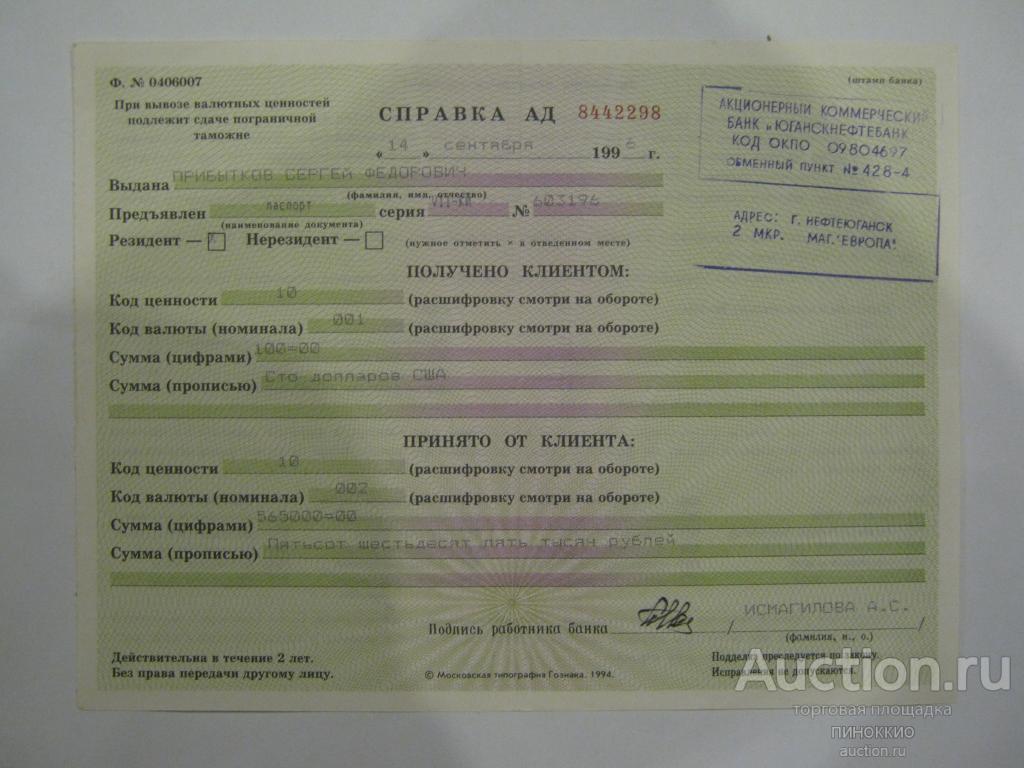 Ф. № 0406007
(штамп банка)
При вывозе валютных ценностей
подлежит сдаче пограничной
таможне
СПРАВКА АД 8442298
АКЦИОНЕРНЫЙ КОММЕРЧЕСКИЙ
БАНК "ЮГАНСКНЕФТЕБАНК
КОД ОКПО 09804697
ОБМЕННЫЙ ПУНКТ № 428-4
« 14 » сентября 199 6 г.
Выдана ПРИБЫТКОВ СЕРГЕЙ ФЕДОРОВИЧ
(фамилия, имя, отчество)
Предъявлен паспорт серия № 603196
(наименование документа)
АДРЕС: Г. НЕФТЕЮГАНСК
2 МКР. МАГ. "ЕВРОПА"
Резидент — Нерезидент — (нужное отметить × в отведенном месте)
ПОЛУЧЕНО КЛИЕНТОМ:
Код ценности 10 (расшифровку смотри на обороте)
Код валюты (номинала) 001 (расшифровку смотри на обороте)
Сумма (цифрами) 100=00
Сумма (прописью) Сто долларов США
ПРИНЯТО ОТ КЛИЕНТА:
Код ценности 10 (расшифровку смотри на обороте)
Код валюты (номинала) 002 (расшифровку смотри на обороте)
Сумма (цифрами) 565000=00
Сумма (прописью) Пятьсот шестьдесят пять тысяч рублей
Подпись работника банка / ИСМАГИЛОВА А.С. /
(фамилия, и., о.)
Действительна в течение 2 лет.
Без права передачи другому лицу.
© Московская типография Гознака. 1994.
Подделка преследуется по закону.
Исправления не допускаются.
Auction.ru
торговая площадка
ПИНОККИО
auction.ru